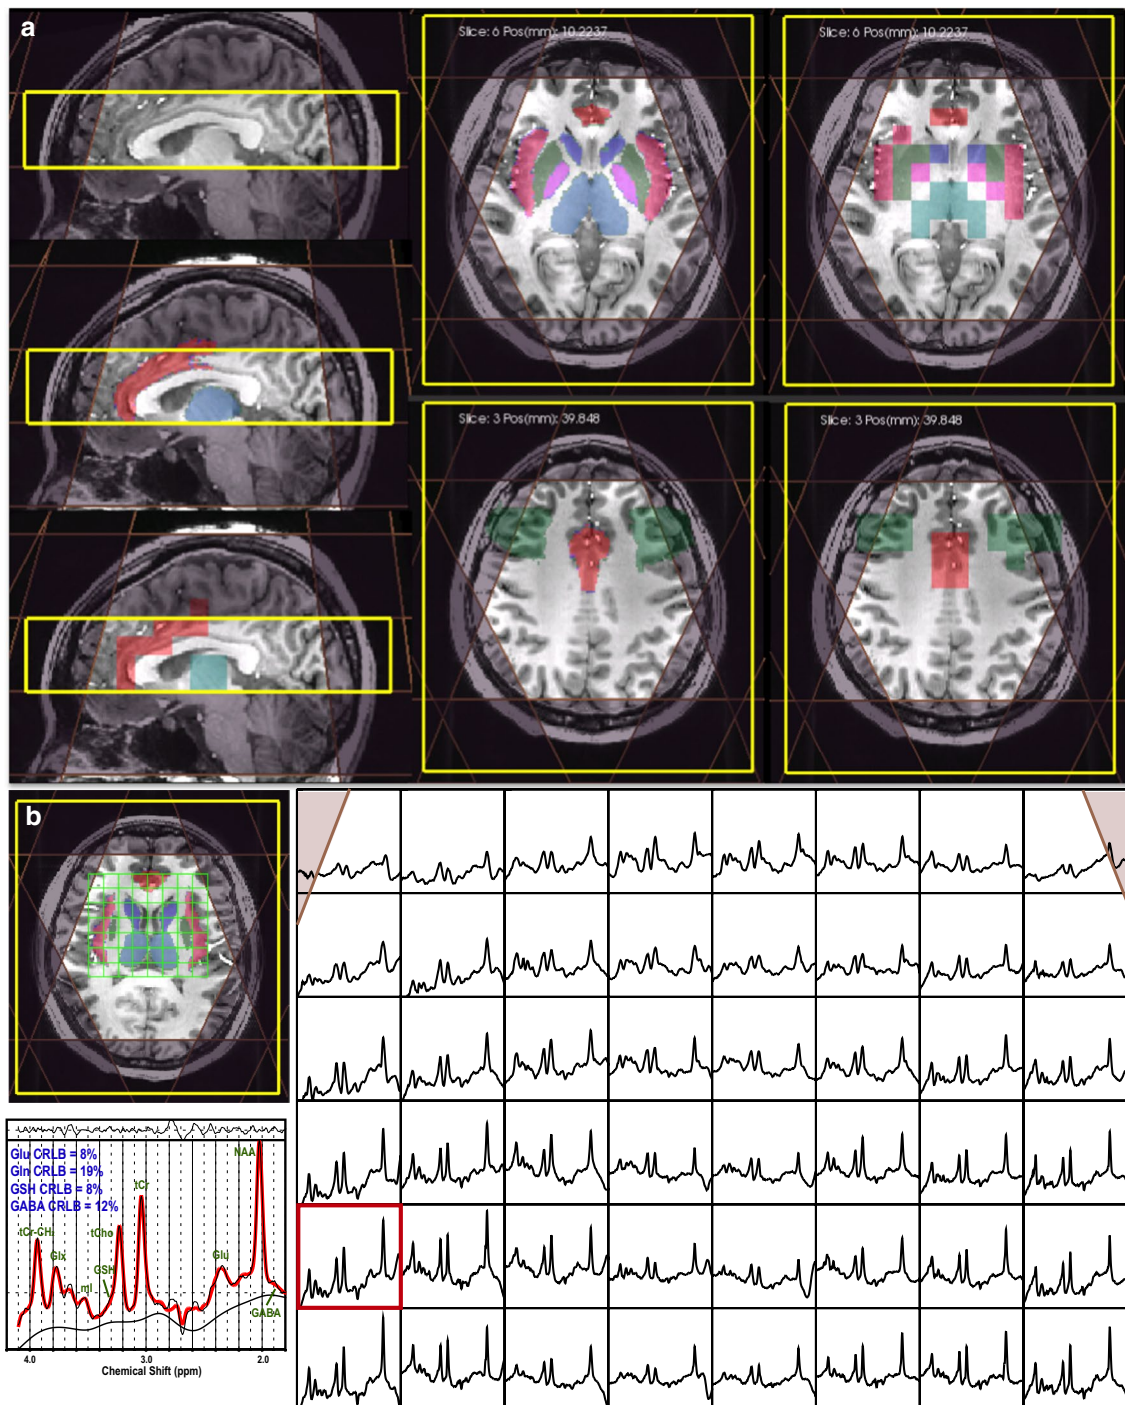 a
Slice: 6 Pos(mm): 10.2237
Slice: 6 Pos(mm): 10.2237
Slice: 3 Pos(mm): 39.848
Slice: 3 Pos(mm): 39.848
b
Glu CRLB = 8%
Gln CRLB = 19%
GSH CRLB = 8%
GABA CRLB = 12%
NAA
tCr
tCr-CH₂
tCho
Glx
GSH
mI
Glu
GABA
4.0 3.0 2.0
Chemical Shift (ppm)